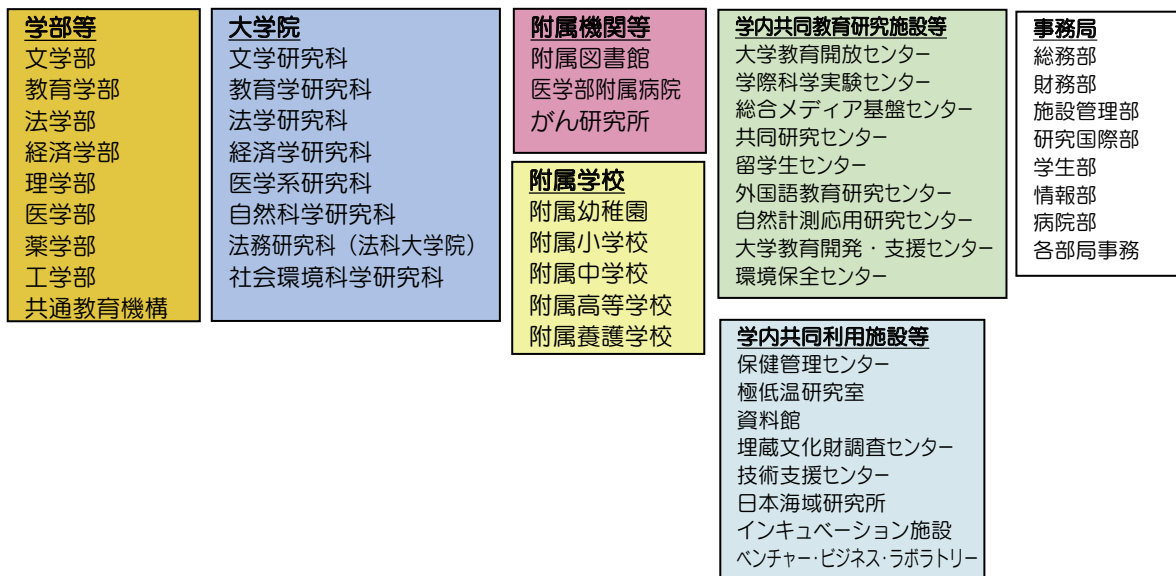 学部等
文学部
教育学部
法学部
経済学部
理学部
医学部
薬学部
工学部
共通教育機構
大学院
文学研究科
教育学研究科
法学研究科
経済学研究科
医学系研究科
自然科学研究科
法務研究科（法科大学院）
社会環境科学研究科
附属機関等
附属図書館
医学部附属病院
がん研究所
附属学校
附属幼稚園
附属小学校
附属中学校
附属高等学校
附属養護学校
学内共同教育研究施設等
大学教育開放センター
学際科学実験センター
総合メディア基盤センター
共同研究センター
留学生センター
外国語教育研究センター
自然計測応用研究センター
大学教育開発・支援センター
環境保全センター
学内共同利用施設等
保健管理センター
極低温研究室
資料館
埋蔵文化財調査センター
技術支援センター
日本海域研究所
インキュベーション施設
ベンチャー・ビジネス・ラボラトリー
事務局
総務部
財務部
施設管理部
研究国際部
学生部
情報部
病院部
各部局事務